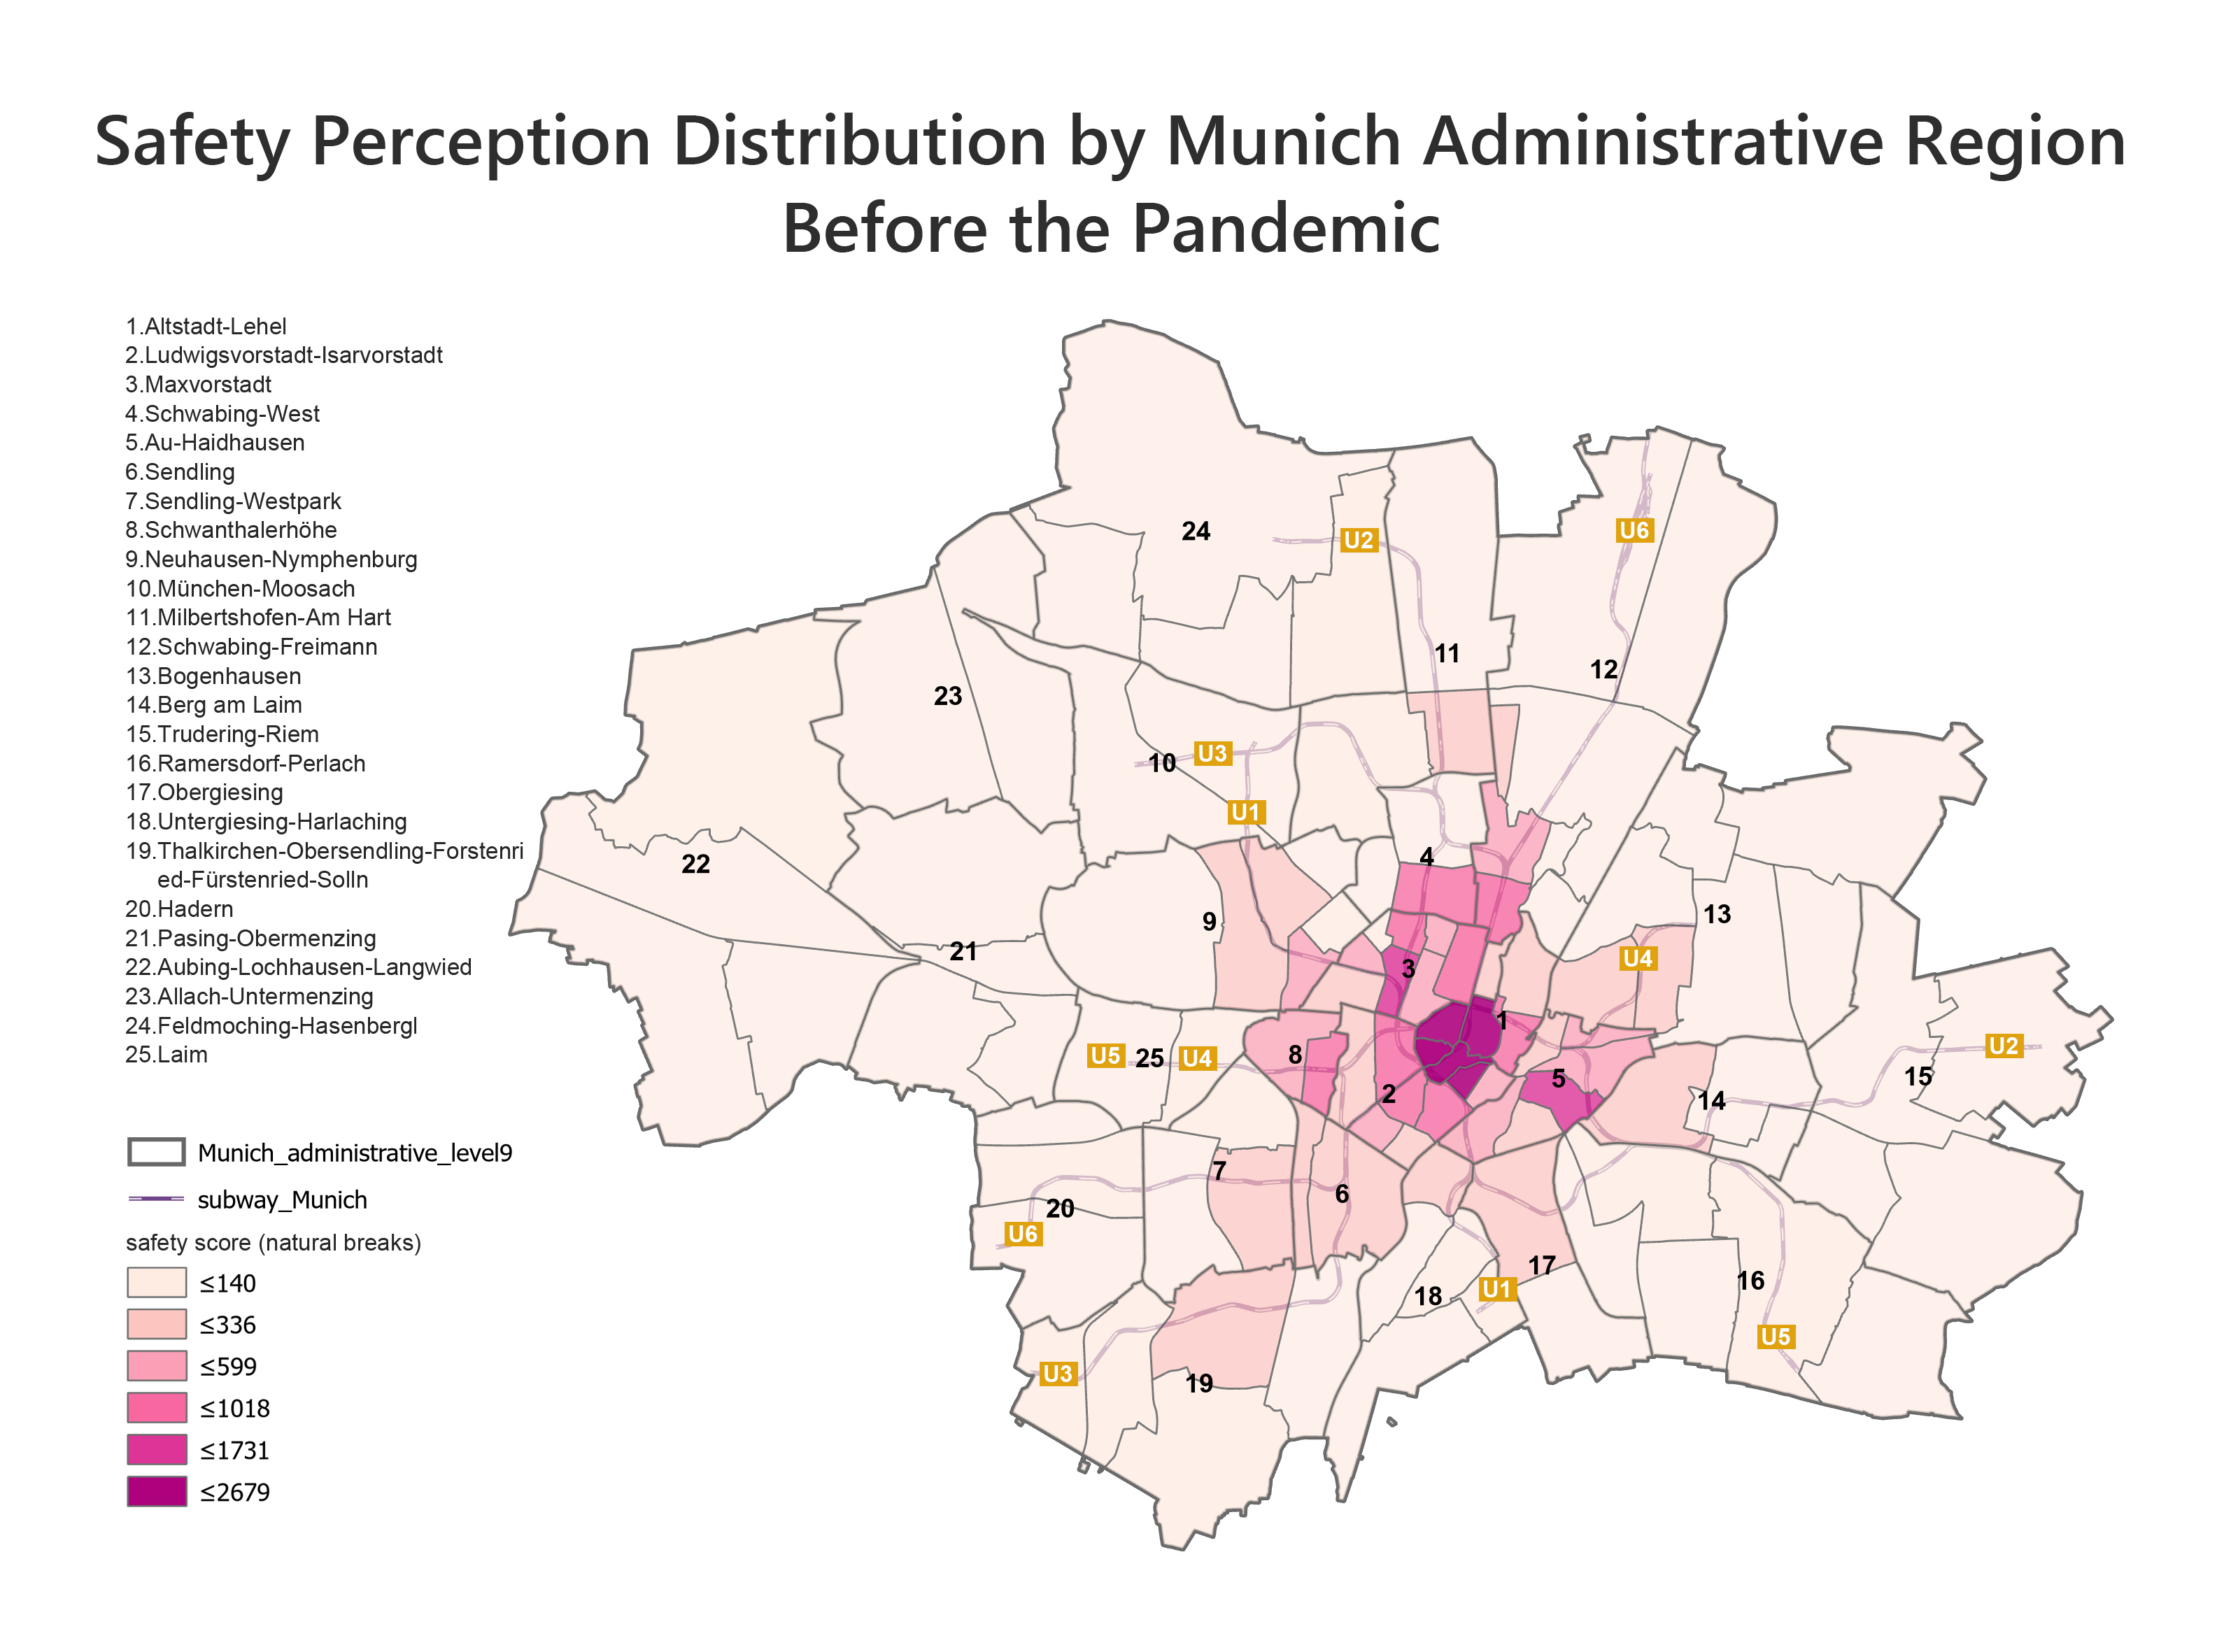 Safety Perception Distribution by Munich Administrative Region
Before the Pandemic
1.Altstadt-Lehel
2.Ludwigsvorstadt-Isarvorstadt
3.Maxvorstadt
4.Schwabing-West
5.Au-Haidhausen
6.Sendling
7.Sendling-Westpark
8.Schwanthalerhöhe
9.Neuhausen-Nymphenburg
10.München-Moosach
11.Milbertshofen-Am Hart
12.Schwabing-Freimann
13.Bogenhausen
14.Berg am Laim
15.Trudering-Riem
16.Ramersdorf-Perlach
17.Obergiesing
18.Untergiesing-Harlaching
19.Thalkirchen-Obersendling-Forstenri
ed-Fürstenried-Solln
20.Hadern
21.Pasing-Obermenzing
22.Aubing-Lochhausen-Langwied
23.Allach-Untermenzing
24.Feldmoching-Hasenbergl
25.Laim
Munich_administrative_level9
subway_Munich
safety score (natural breaks)
≤140
≤336
≤599
≤1018
≤1731
≤2679
24
U2
U6
11
12
23
10
U3
U1
4
22
9
13
21
U4
3
1
U5
25
U4
8
U2
15
2
5
14
7
6
20
U6
17
16
18
U1
U5
U3
19